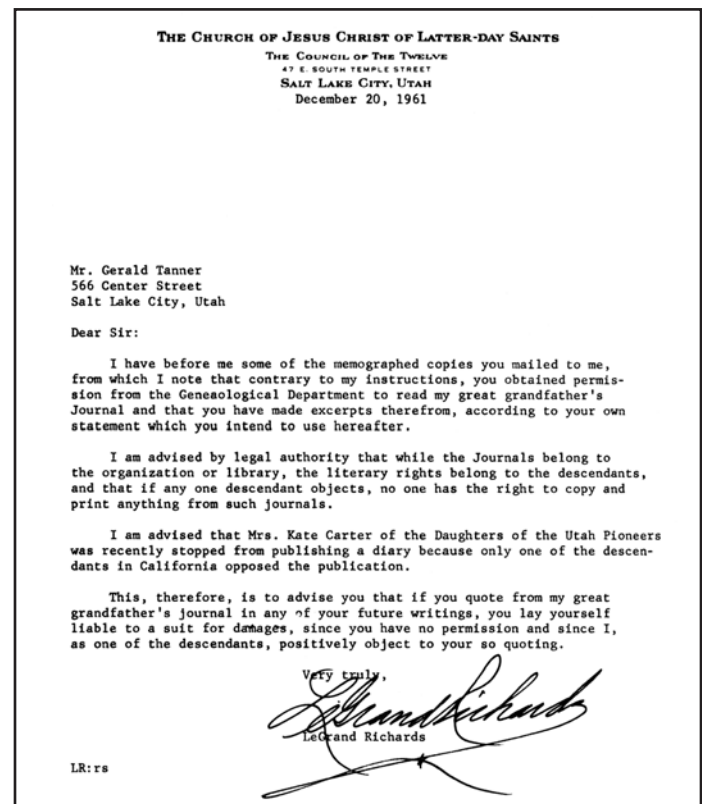 THE CHURCH OF JESUS CHRIST OF LATTER-DAY SAINTS
THE COUNCIL OF THE TWELVE
47 E. SOUTH TEMPLE STREET
SALT LAKE CITY, UTAH
December 20, 1961
Mr. Gerald Tanner
566 Center Street
Salt Lake City, Utah
Dear Sir:
I have before me some of the memographed copies you mailed to me,
from which I note that contrary to my instructions, you obtained permis-
sion from the Geneaological Department to read my great grandfather's
Journal and that you have made excerpts therefrom, according to your own
statement which you intend to use hereafter.
I am advised by legal authority that while the Journals belong to
the organization or library, the literary rights belong to the descendants,
and that if any one descendant objects, no one has the right to copy and
print anything from such journals.
I am advised that Mrs. Kate Carter of the Daughters of the Utah Pioneers
was recently stopped from publishing a diary because only one of the descen-
dants in California opposed the publication.
This, therefore, is to advise you that if you quote from my great
grandfather's journal in any of your future writings, you lay yourself
liable to a suit for damages, since you have no permission and since I,
as one of the descendants, positively object to your so quoting.
Very truly,
LeGrand Richards
LeGrand Richards
LR:rs